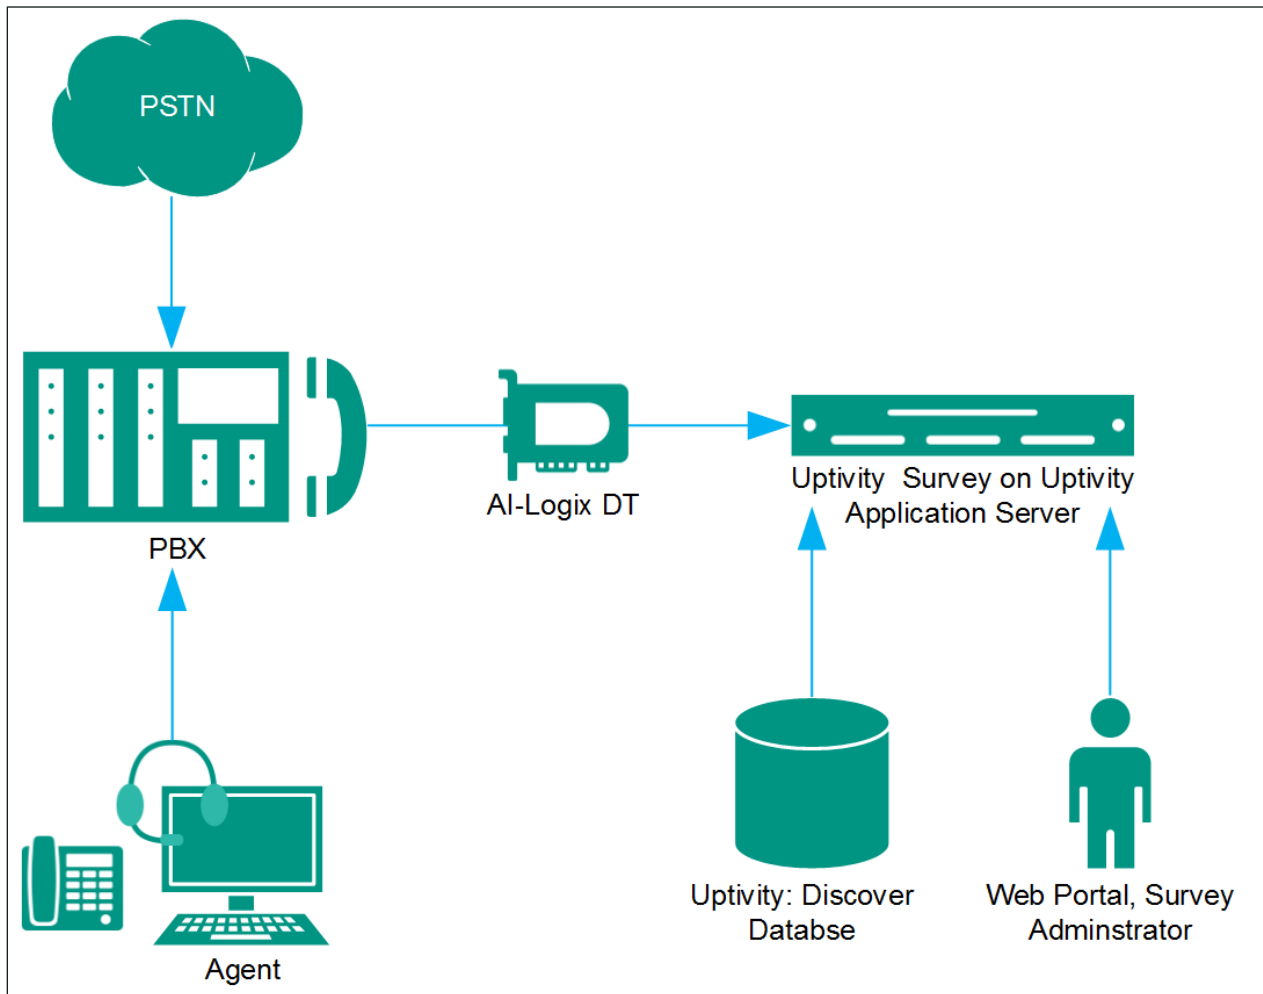 PSTN
PBX
AI-Logix DT
Uptivity  Survey on Uptivity
Application Server
Agent
Uptivity: Discover
Databse
Web Portal, Survey
Adminstrator